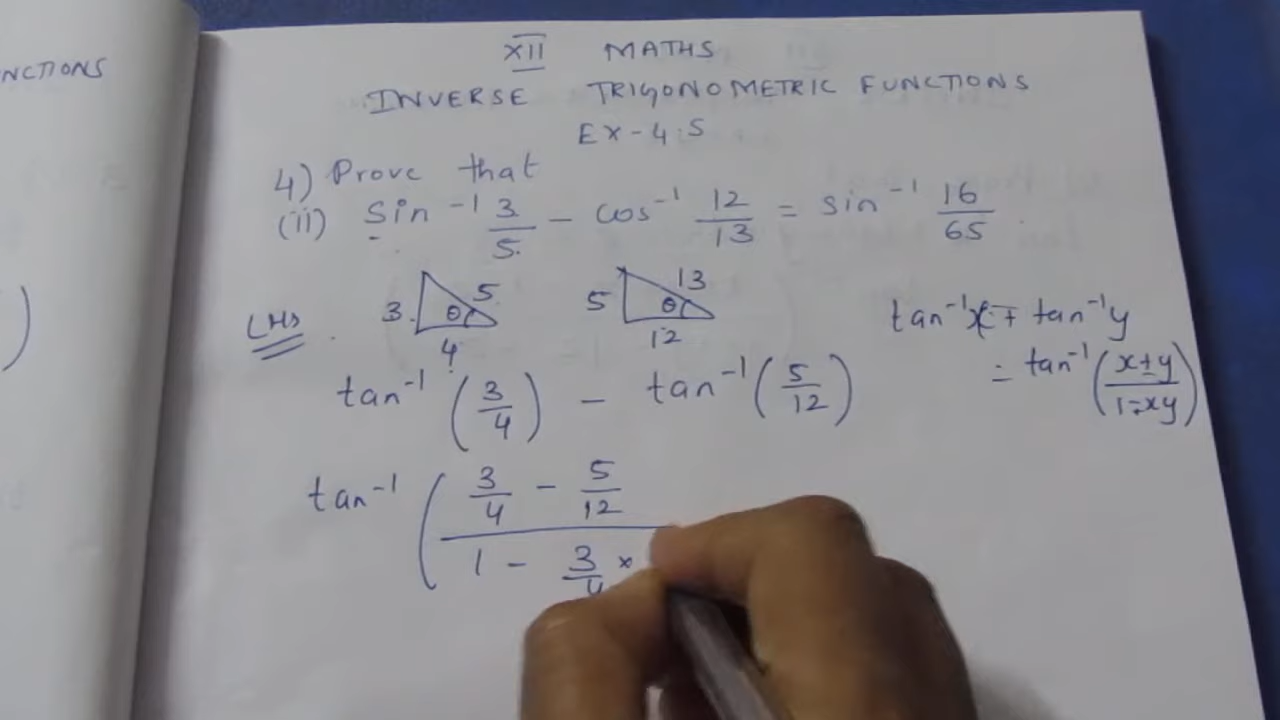 NCTIONS
XII MATHS
INVERSE TRIGONOMETRIC FUNCTIONS
EX-4.5
4) Prove that
(ii) sin⁻¹ 3/5 - cos⁻¹ 12/13 = sin⁻¹ 16/65
3 5 θ 4
5 13 θ 12
LHS
tan⁻¹x ∓ tan⁻¹y
= tan⁻¹ (x±y / 1∓xy)
tan⁻¹ (3/4) - tan⁻¹ (5/12)
tan⁻¹ ( 3/4 - 5/12
1 - 3/4 ×